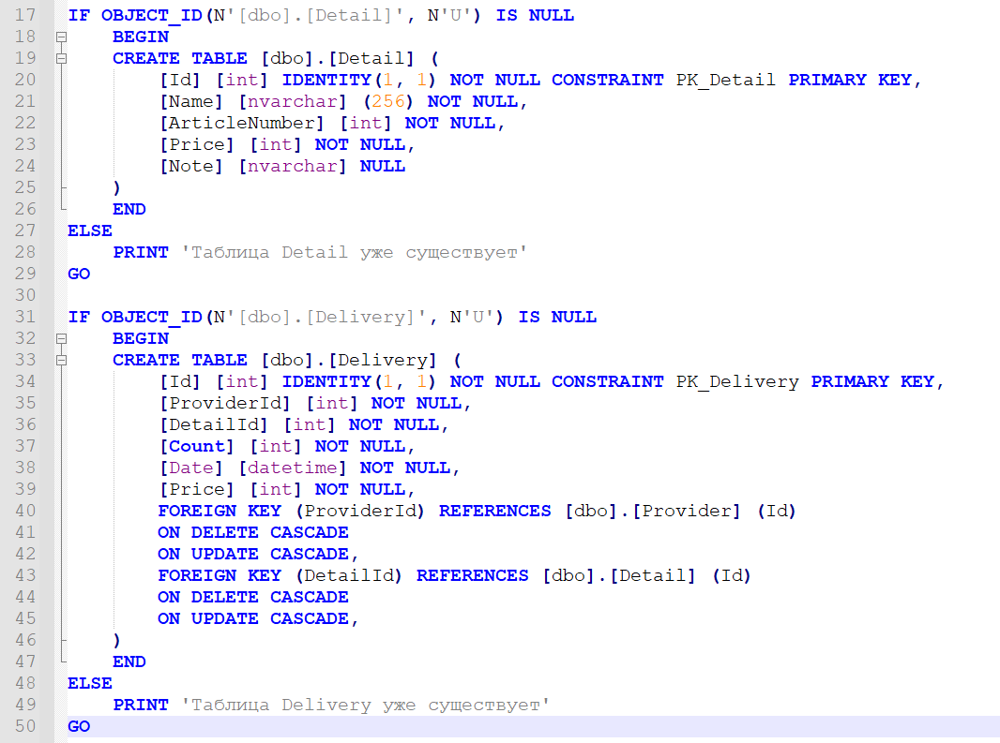 17 IF OBJECT_ID(N'[dbo].[Detail]', N'U') IS NULL
18 BEGIN
19 CREATE TABLE [dbo].[Detail] (
20 [Id] [int] IDENTITY(1, 1) NOT NULL CONSTRAINT PK_Detail PRIMARY KEY,
21 [Name] [nvarchar] (256) NOT NULL,
22 [ArticleNumber] [int] NOT NULL,
23 [Price] [int] NOT NULL,
24 [Note] [nvarchar] NULL
25 )
26 END
27 ELSE
28 PRINT 'Таблица Detail уже существует'
29 GO
30
31 IF OBJECT_ID(N'[dbo].[Delivery]', N'U') IS NULL
32 BEGIN
33 CREATE TABLE [dbo].[Delivery] (
34 [Id] [int] IDENTITY(1, 1) NOT NULL CONSTRAINT PK_Delivery PRIMARY KEY,
35 [ProviderId] [int] NOT NULL,
36 [DetailId] [int] NOT NULL,
37 [Count] [int] NOT NULL,
38 [Date] [datetime] NOT NULL,
39 [Price] [int] NOT NULL,
40 FOREIGN KEY (ProviderId) REFERENCES [dbo].[Provider] (Id)
41 ON DELETE CASCADE
42 ON UPDATE CASCADE,
43 FOREIGN KEY (DetailId) REFERENCES [dbo].[Detail] (Id)
44 ON DELETE CASCADE
45 ON UPDATE CASCADE,
46 )
47 END
48 ELSE
49 PRINT 'Таблица Delivery уже существует'
50 GO